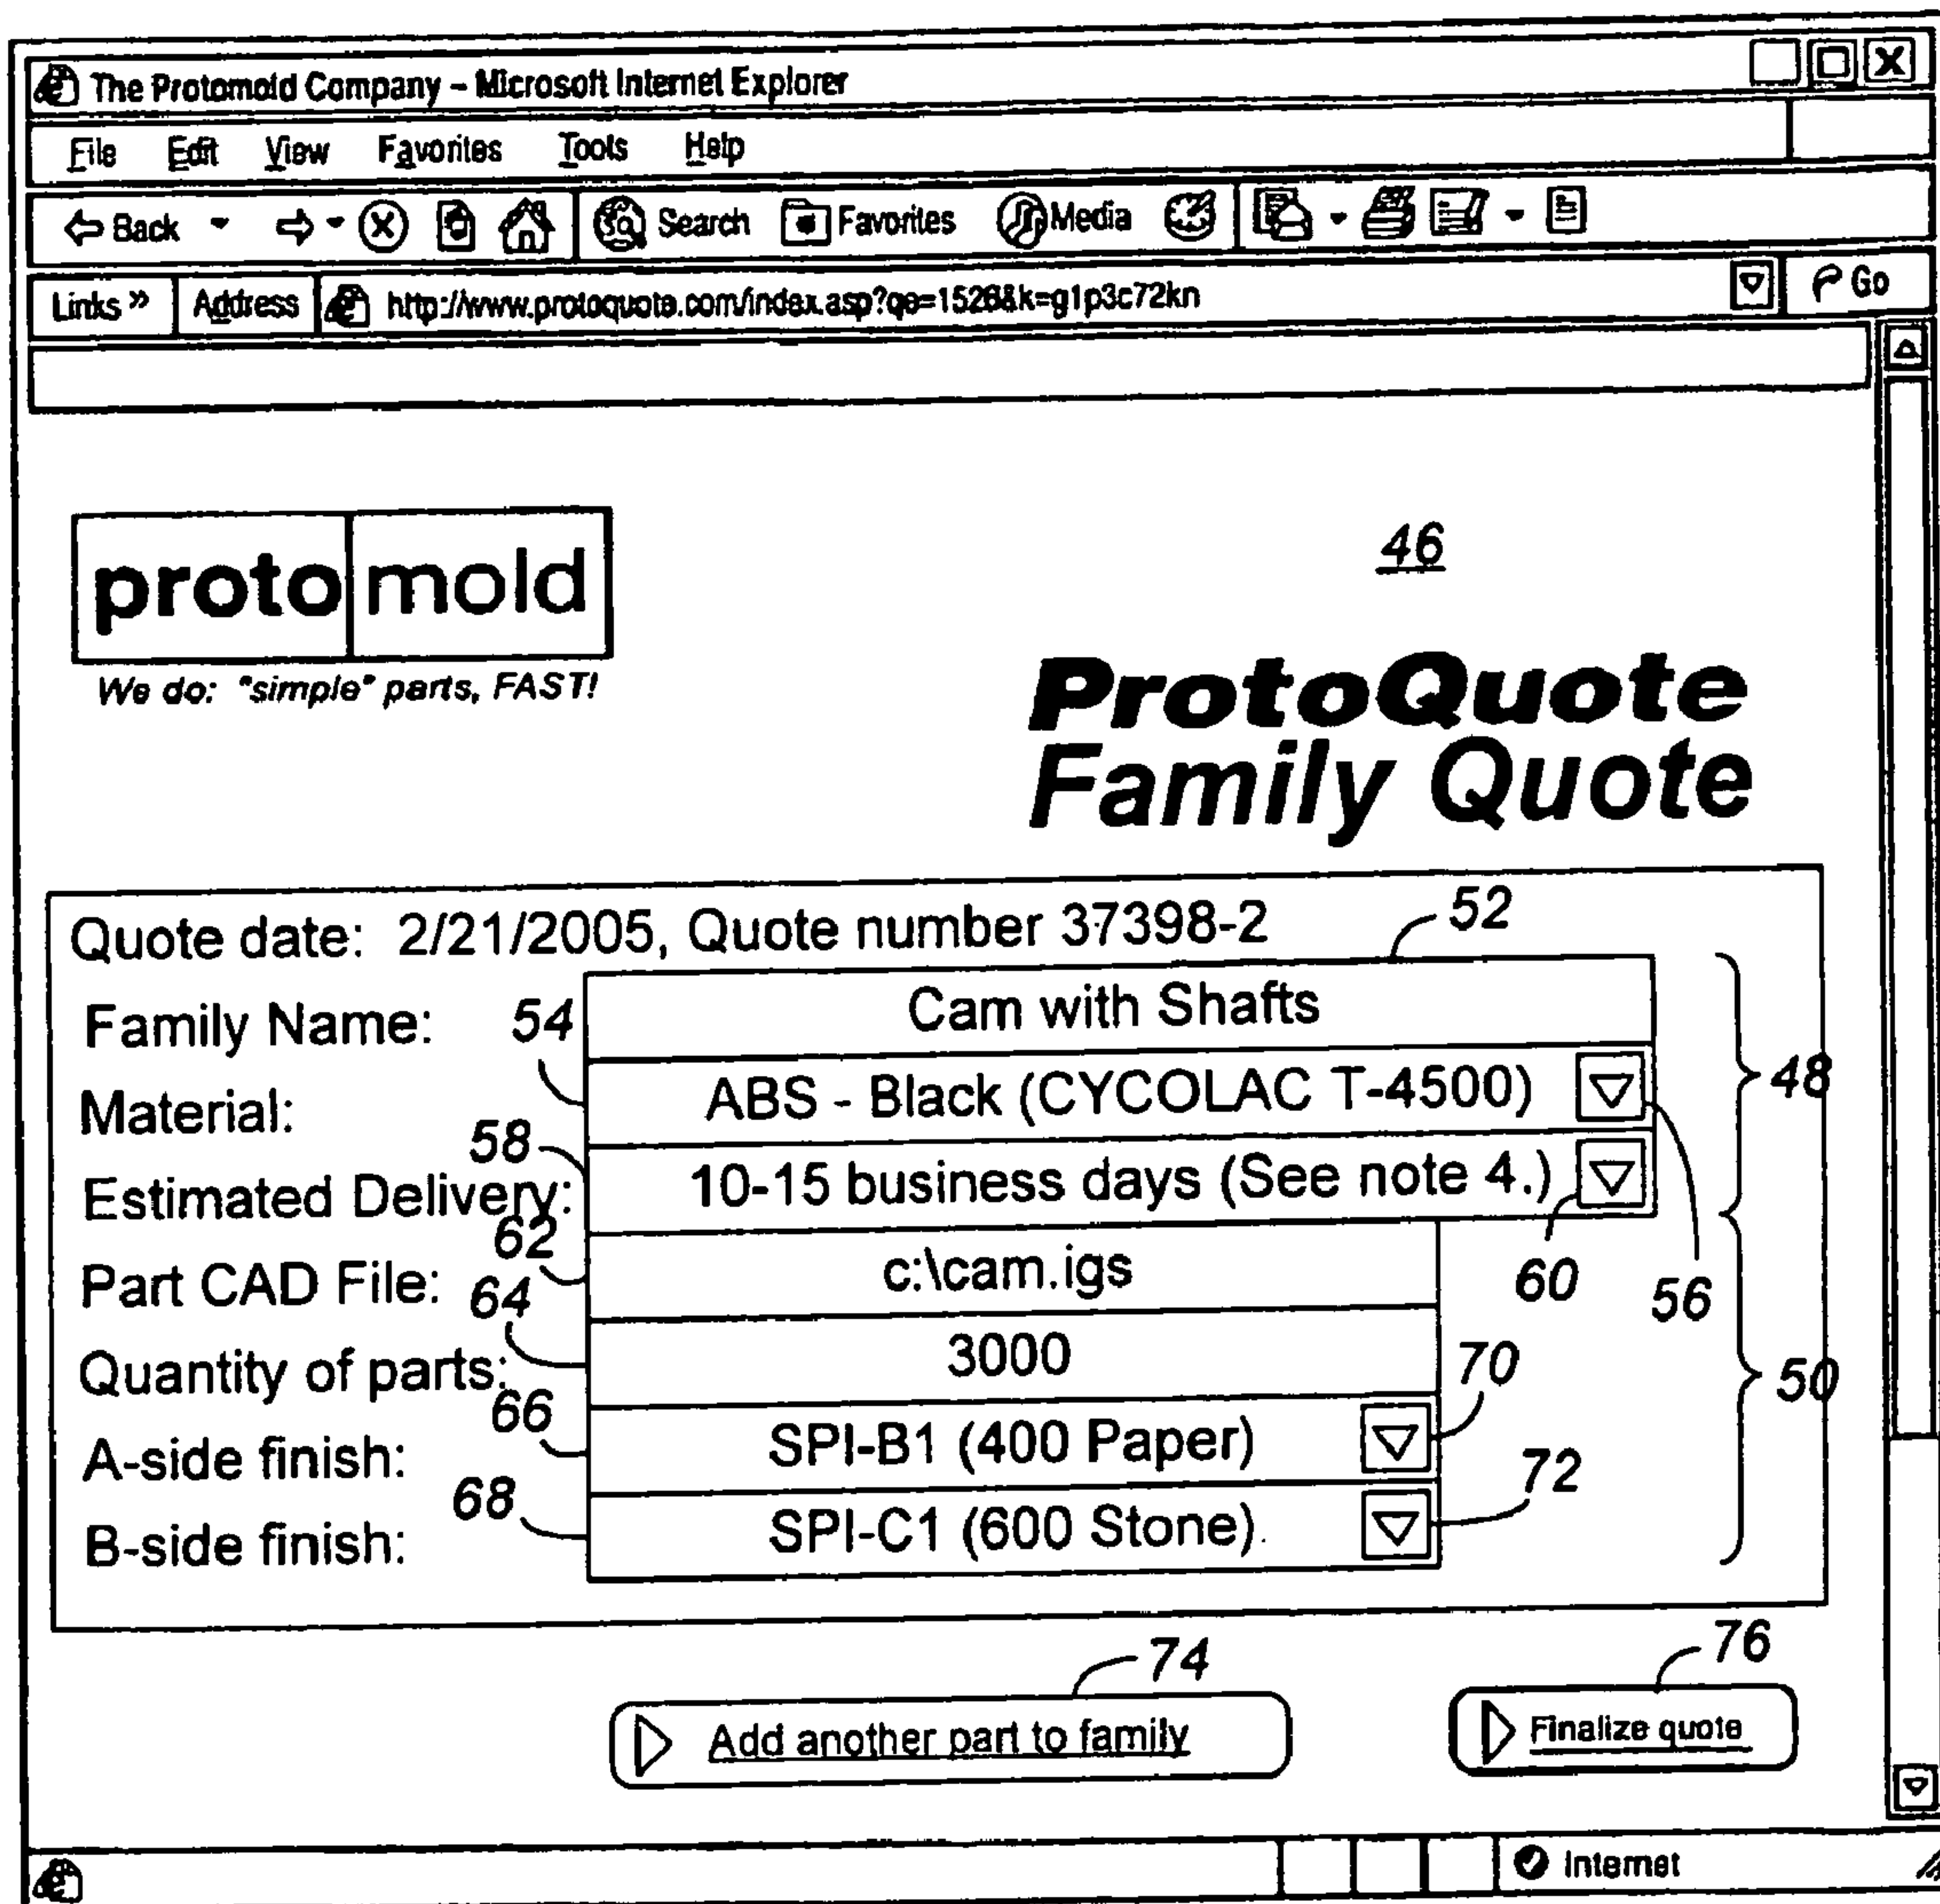 The Protomold Company – Microsoft Internet Explorer
File Edit View Favorites Tools Help
Back Search Favorites Media
Links » Address http://www.protoquote.com/index.asp?qe=1526&k=g1p3c72kn Go
proto mold
46
We do: "simple" parts, FAST!
ProtoQuote
Family Quote
Quote date: 2/21/2005, Quote number 37398-2 52
Family Name: 54 Cam with Shafts
Material: ABS - Black (CYCOLAC T-4500) 48
58
Estimated Delivery: 10-15 business days (See note 4.)
62
Part CAD File: c:\cam.igs 60 56
64
Quantity of parts: 3000 70 50
66
A-side finish: SPI-B1 (400 Paper)
68 72
B-side finish: SPI-C1 (600 Stone)
74 76
Add another part to family Finalize quote
Internet